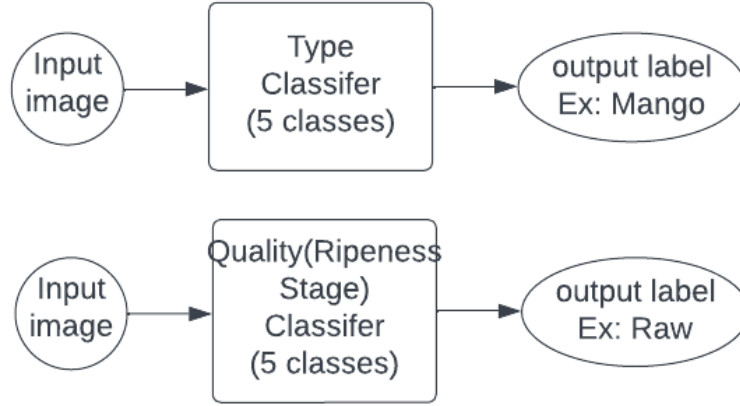 Input
image
Type
Classifer
(5 classes)
output label
Ex: Mango
Input
image
Quality(Ripeness
Stage)
Classifer
(5 classes)
output label
Ex: Raw